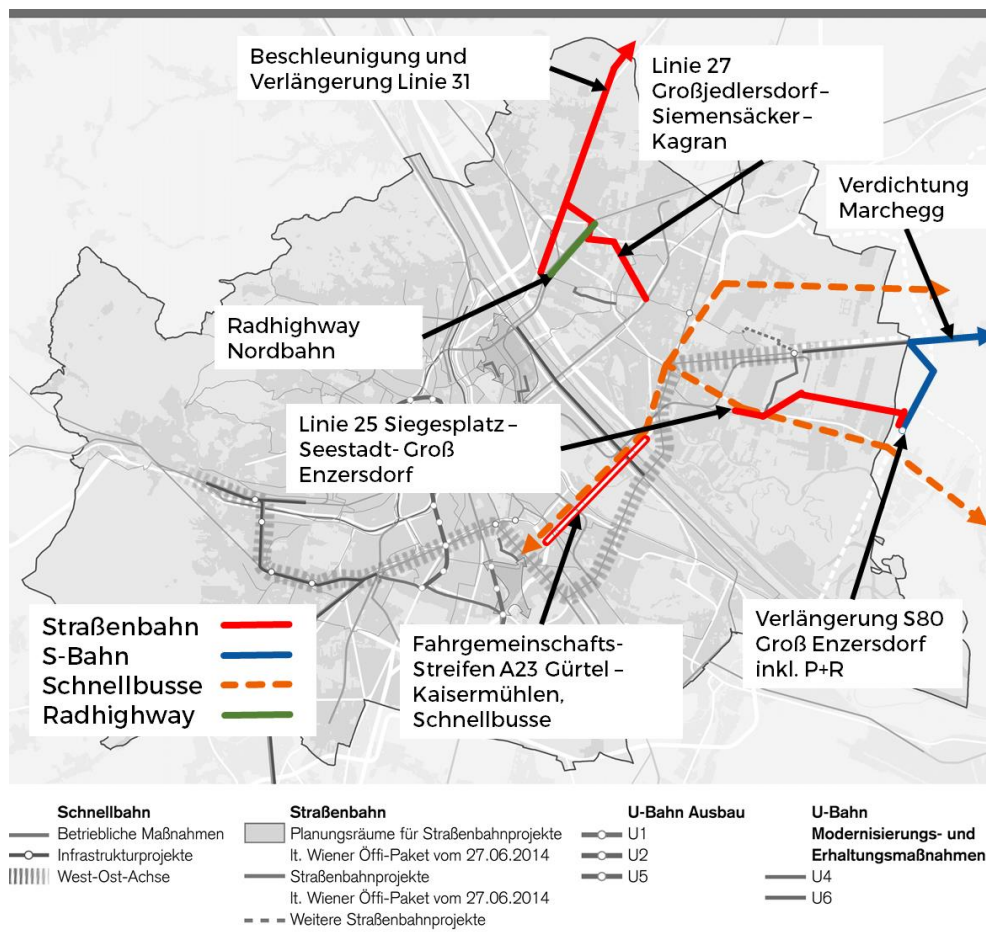 Beschleunigung und
Verlängerung Linie 31
Linie 27
Großjedlersdorf–
Siemensäcker–
Kagran
Verdichtung
Marchegg
Radhighway
Nordbahn
Linie 25 Siegesplatz –
Seestadt- Groß
Enzersdorf
Straßenbahn
S-Bahn
Schnellbusse
Radhighway
Fahrgemeinschafts-
Streifen A23 Gürtel –
Kaisermühlen,
Schnellbusse
Verlängerung S80
Groß Enzersdorf
inkl. P+R
Schnellbahn
Betriebliche Maßnahmen
Infrastrukturprojekte
West-Ost-Achse
Straßenbahn
Planungsräume für Straßenbahnprojekte
lt. Wiener Öffi-Paket vom 27.06.2014
Straßenbahnprojekte
lt. Wiener Öffi-Paket vom 27.06.2014
Weitere Straßenbahnprojekte
U-Bahn Ausbau
U1
U2
U5
U-Bahn
Modernisierungs- und
Erhaltungsmaßnahmen
U4
U6